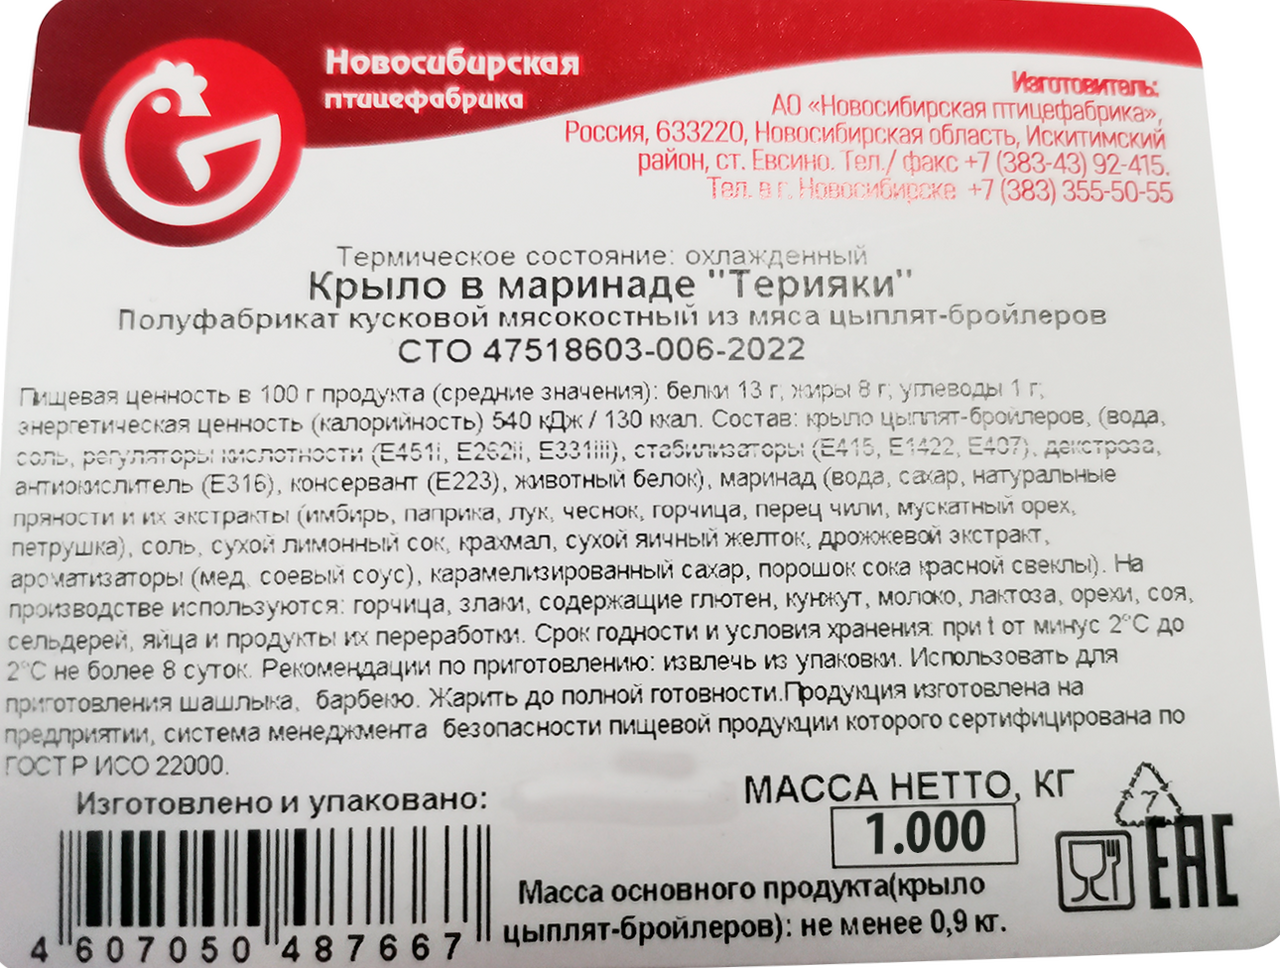 Новосибирская
птицефабрика
Изготовитель:
АО «Новосибирская птицефабрика»,
Россия, 633220, Новосибирская область, Искитимский
район, ст. Евсино. Тел./ факс +7 (383-43) 92-415.
Тел. в г. Новосибирске +7 (383) 355-50-55
Термическое состояние: охлажденный
Крыло в маринаде "Терияки"
Полуфабрикат кусковой мясокостный из мяса цыплят-бройлеров
СТО 47518603-006-2022
Пищевая ценность в 100 г продукта (средние значения): белки 13 г; жиры 8 г; углеводы 1 г;
энергетическая ценность (калорийность) 540 кДж / 130 ккал. Состав: крыло цыплят-бройлеров, (вода,
соль, регуляторы кислотности (Е451i, Е262ii, Е331iii), стабилизаторы (Е415, Е1422, Е407), декстроза,
антиокислитель (Е316), консервант (Е223), животный белок), маринад (вода, сахар, натуральные
пряности и их экстракты (имбирь, паприка, лук, чеснок, горчица, перец чили, мускатный орех,
петрушка), соль, сухой лимонный сок, крахмал, сухой яичный желток, дрожжевой экстракт,
ароматизаторы (мед, соевый соус), карамелизированный сахар, порошок сока красной свеклы). На
производстве используются: горчица, злаки, содержащие глютен, кунжут, молоко, лактоза, орехи, соя,
сельдерей, яйца и продукты их переработки. Срок годности и условия хранения: при t от минус 2°С до
2°С не более 8 суток. Рекомендации по приготовлению: извлечь из упаковки. Использовать для
приготовления шашлыка, барбекю. Жарить до полной готовности.Продукция изготовлена на
предприятии, система менеджмента безопасности пищевой продукции которого сертифицирована по
ГОСТ Р ИСО 22000.
Изготовлено и упаковано:
МАССА НЕТТО, КГ
1.000
7
EAC
Масса основного продукта(крыло
цыплят-бройлеров): не менее 0,9 кг.
4 607050 487667